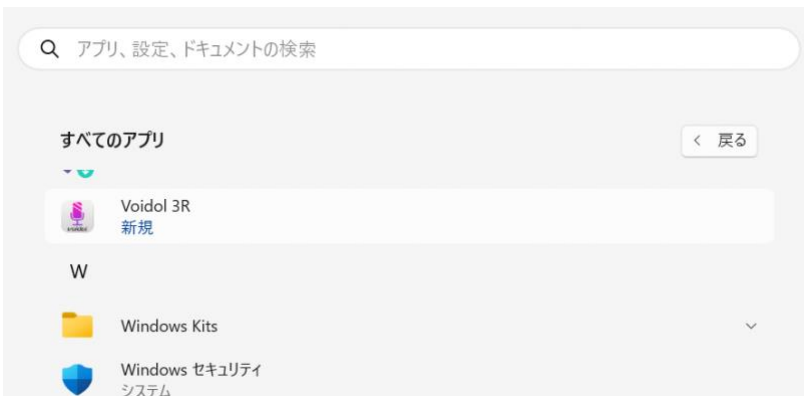 アプリ、設定、ドキュメントの検索
すべてのアプリ
戻る
Voidol 3R
新規
W
Windows Kits
Windows セキュリティ
システム